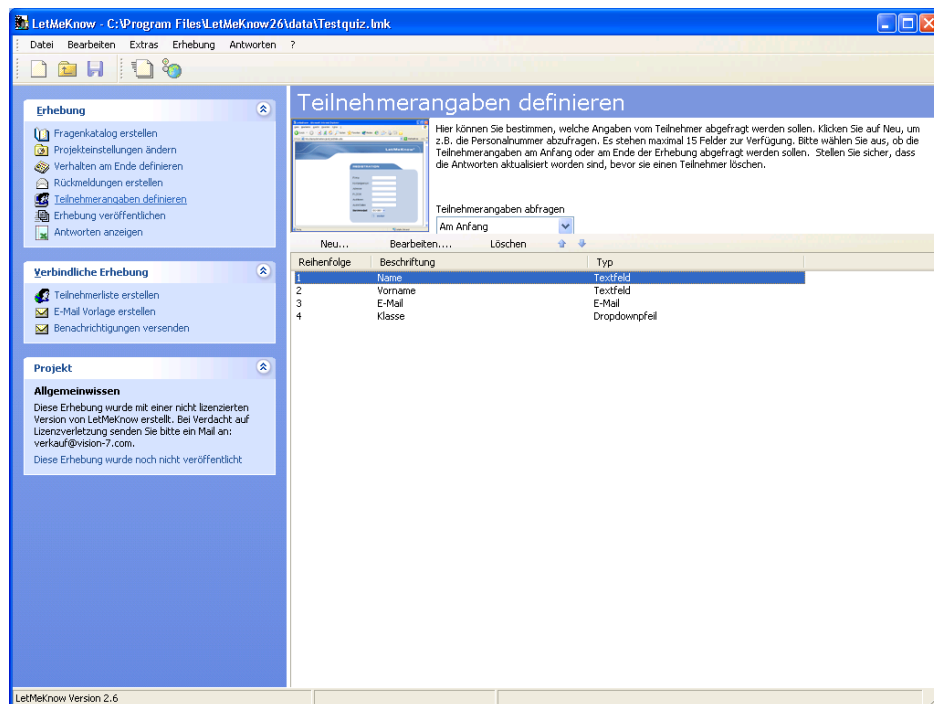 LetMeKnow - C:\Program Files\LetMeKnow26\data\Testquiz.lmk
Datei Bearbeiten Extras Erhebung Antworten ?
Erhebung
Fragenkatalog erstellen
Projekteinstellungen ändern
Verhalten am Ende definieren
Rückmeldungen erstellen
Teilnehmerangaben definieren
Erhebung veröffentlichen
Antworten anzeigen
Verbindliche Erhebung
Teilnehmerliste erstellen
E-Mail Vorlage erstellen
Benachrichtigungen versenden
Projekt
Allgemeinwissen
Diese Erhebung wurde mit einer nicht lizenzierten
Version von LetMeKnow erstellt. Bei Verdacht auf
Lizenzverletzung senden Sie bitte ein Mail an:
verkauf@vision-7.com.
Diese Erhebung wurde noch nicht veröffentlicht
Teilnehmerangaben definieren
Hier können Sie bestimmen, welche Angaben vom Teilnehmer abgefragt werden sollen. Klicken Sie auf Neu, um
z.B. die Personalnummer abzufragen. Es stehen maximal 15 Felder zur Verfügung. Bitte wählen Sie aus, ob die
Teilnehmerangaben am Anfang oder am Ende der Erhebung abgefragt werden sollen. Stellen Sie sicher, dass
die Antworten aktualisiert worden sind, bevor sie einen Teilnehmer löschen.
Teilnehmerangaben abfragen
Am Anfang
Neu... Bearbeiten.... Löschen
Reihenfolge Beschriftung Typ
1 Name Textfeld
2 Vorname Textfeld
3 E-Mail E-Mail
4 Klasse Dropdownpfeil
LetMeKnow Version 2.6